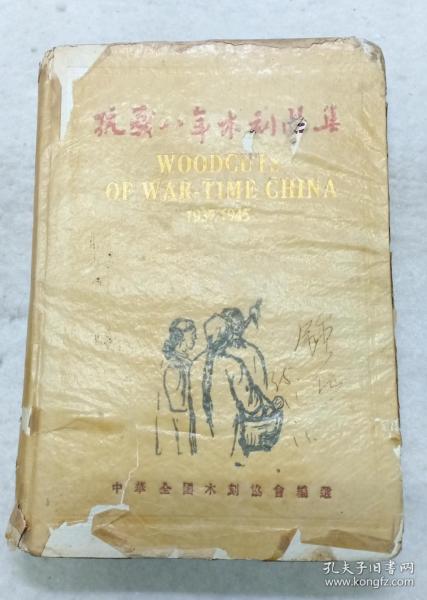 抗戰八年木刻選集
WOODCUTS
OF WAR-TIME CHINA
1937-1945
中華全國木刻協會編選
孔夫子旧书网
www.kongfz.com